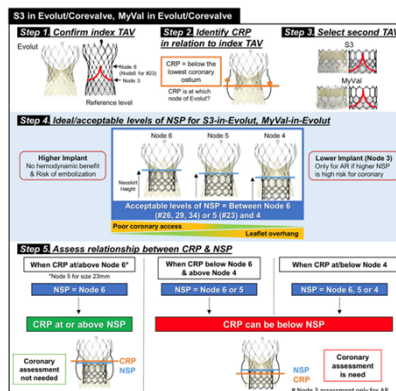 S3 in Evolut/Corevalve, MyVal in Evolut/Corevalve
Step 1. Confirm index TAV
Evolut
Node 6
(Node5 for #23)
Node 3
Reference level
Step 2. Identify CRP
in relation to index TAV
CRP = below the
lowest coronary
ostium
CRP is at which
node of Evolut?
Step 3. Select second TAV
S3
MyVal
Step 4. Ideal/acceptable levels of NSP for S3-in-Evolut, MyVal-in-Evolut
Higher Implant
No hemodynamic benefit
& Risk of embolization
Node 6
Node 5
Node 4
Neoskirt
Height
Acceptable levels of NSP = Between Node 6
(#26, 29, 34) or 5 (#23) and 4
Poor coronary access
Leaflet overhang
Lower Implant (Node 3)
Only for AR if higher NSP
is high risk for coronary
Step 5. Assess relationship between CRP & NSP
When CRP at/above Node 6*
*Node 5 for size 23mm
NSP = Node 6
CRP at or above NSP
When CRP below Node 6
& above Node 4
NSP = Node 6 or 5
When CRP at/below Node 4
NSP = Node 6, 5 or 4
CRP can be below NSP
Coronary
assessment
not needed
CRP
NSP
NSP
CRP
Coronary
assessment
is need
# Node 3 assessment only for AR